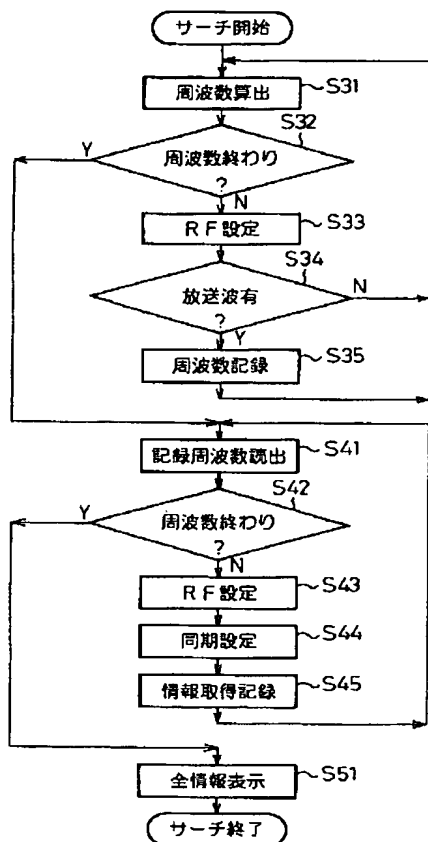 サーチ開始
周波数算出
S31
S32
Y
周波数終わり
?
N
RF設定
S33
S34
放送波有
N
?
Y
周波数記録
S35
記録周波数読出
S41
S42
Y
周波数終わり
?
N
RF設定
S43
同期設定
S44
情報取得記録
S45
全情報表示
S51
サーチ終了